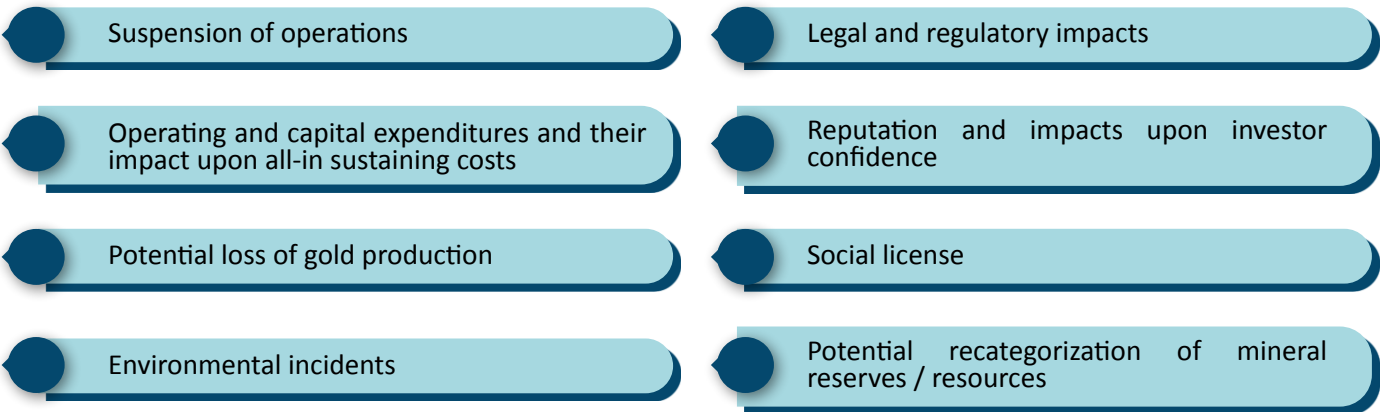 Suspension of operations
Operating and capital expenditures and their
impact upon all-in sustaining costs
Potential loss of gold production
Environmental incidents
Legal and regulatory impacts
Reputation and impacts upon investor
confidence
Social license
Potential recategorization of mineral
reserves / resources